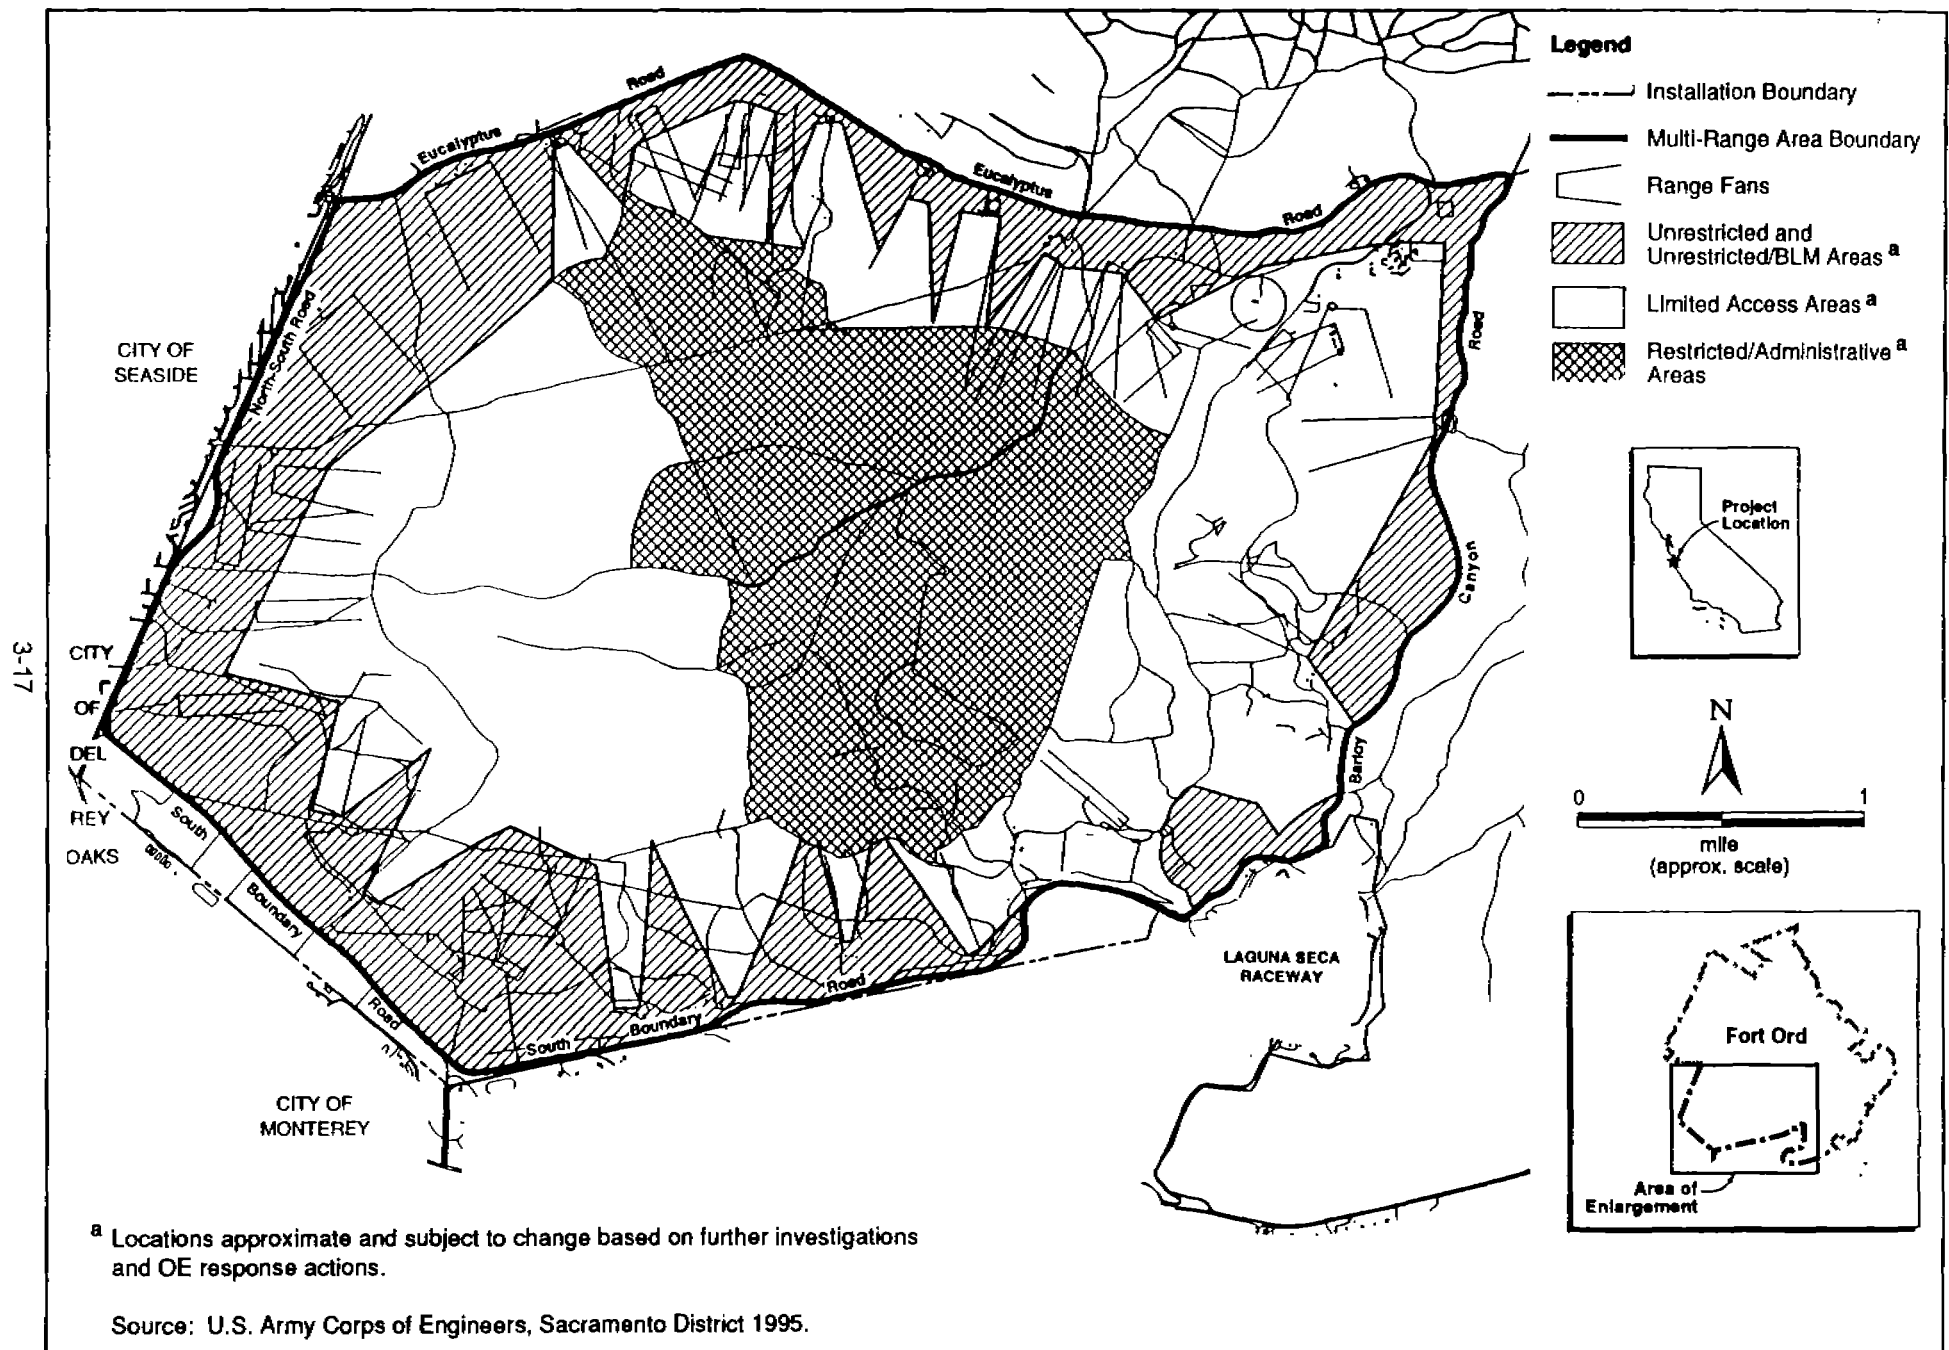 Legend
Installation Boundary
Multi-Range Area Boundary
Range Fans
Unrestricted and
Unrestricted/BLM Areas a
Limited Access Areas a
Restricted/Administrative a
Areas
Eucalyptus
Road
Eucalyptus
Road
Road
Canyon
Barloy
North-South Road
CITY OF
SEASIDE
CITY
OF
DEL
REY
OAKS
South
Boundary
Road
South
Boundary
Road
CITY OF
MONTEREY
LAGUNA SECA
RACEWAY
Project
Location
N
0
1
mile
(approx. scale)
Fort Ord
Area of
Enlargement
3-17
a Locations approximate and subject to change based on further investigations
and OE response actions.
Source: U.S. Army Corps of Engineers, Sacramento District 1995.